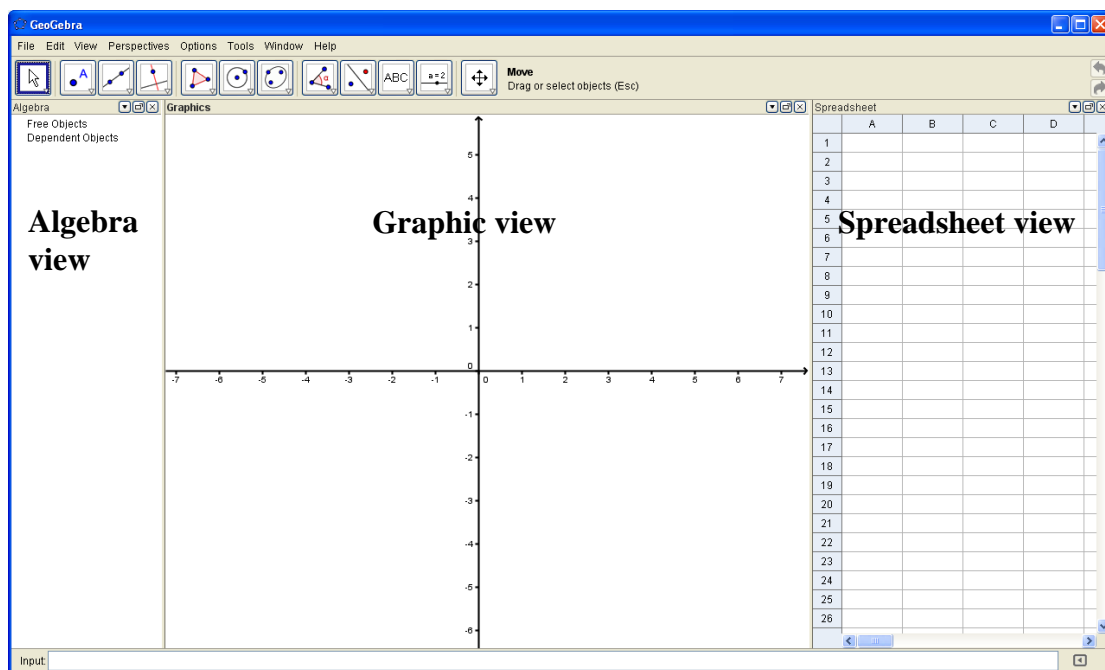 GeoGebra
File Edit View Perspectives Options Tools Window Help
A
α
ABC
a=2
Move
Drag or select objects (Esc)
Algebra
Graphics
Spreadsheet
Free Objects
Dependent Objects
Algebra
view
Graphic view
Spreadsheet view
A B C D
1
2
3
4
5
6
7
8
9
10
11
12
13
14
15
16
17
18
19
20
21
22
23
24
25
26
5
4
3
2
1
0
-7 -6 -5 -4 -3 -2 -1 0 1 2 3 4 5 6 7
-1
-2
-3
-4
-5
-6
Input: